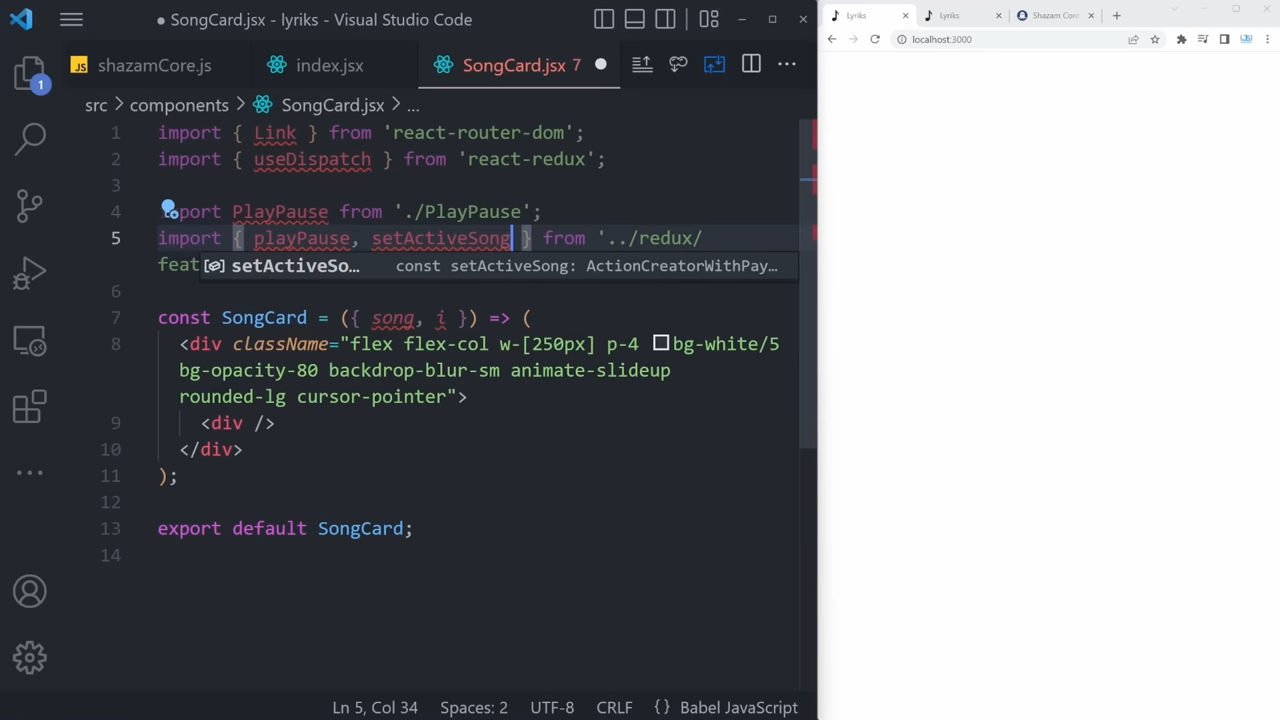 SongCard.jsx - lyriks - Visual Studio Code
JS shazamCore.js
index.jsx
SongCard.jsx 7
1
src > components > SongCard.jsx > ...
1 import { Link } from 'react-router-dom';
2 import { useDispatch } from 'react-redux';
3
4 import PlayPause from './PlayPause';
5 import { playPause, setActiveSong } from '../redux/
feat
setActiveSo... const setActiveSong: ActionCreatorWithPay...
6
7 const SongCard = ({ song, i }) => (
8 <div className="flex flex-col w-[250px] p-4 bg-white/5
bg-opacity-80 backdrop-blur-sm animate-slideup
rounded-lg cursor-pointer">
9 <div />
10 </div>
11 );
12
13 export default SongCard;
14
Ln 5, Col 34 Spaces: 2 UTF-8 CRLF {} Babel JavaScript
Lyriks
Lyriks
Shazam Core
localhost:3000